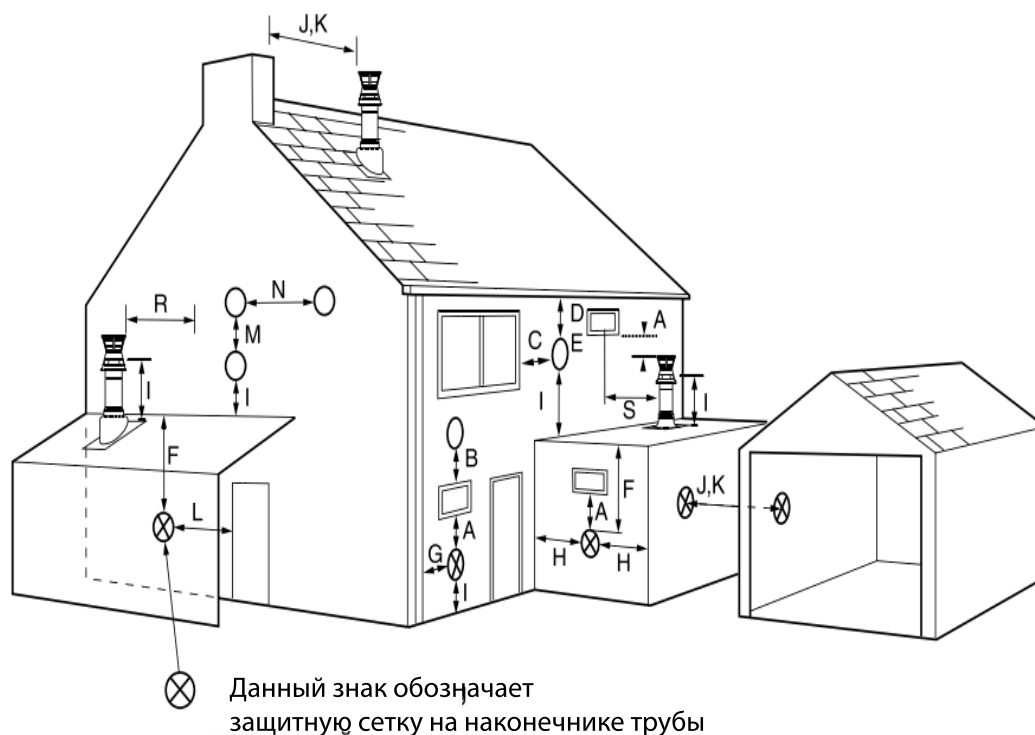 J,K
R
N
M
I
I
F
L
D
E
C
A
I
S
I
B
A
G
I
F
A
H
H
J,K
Данный знак обозначает
защитную сетку на наконечнике трубы